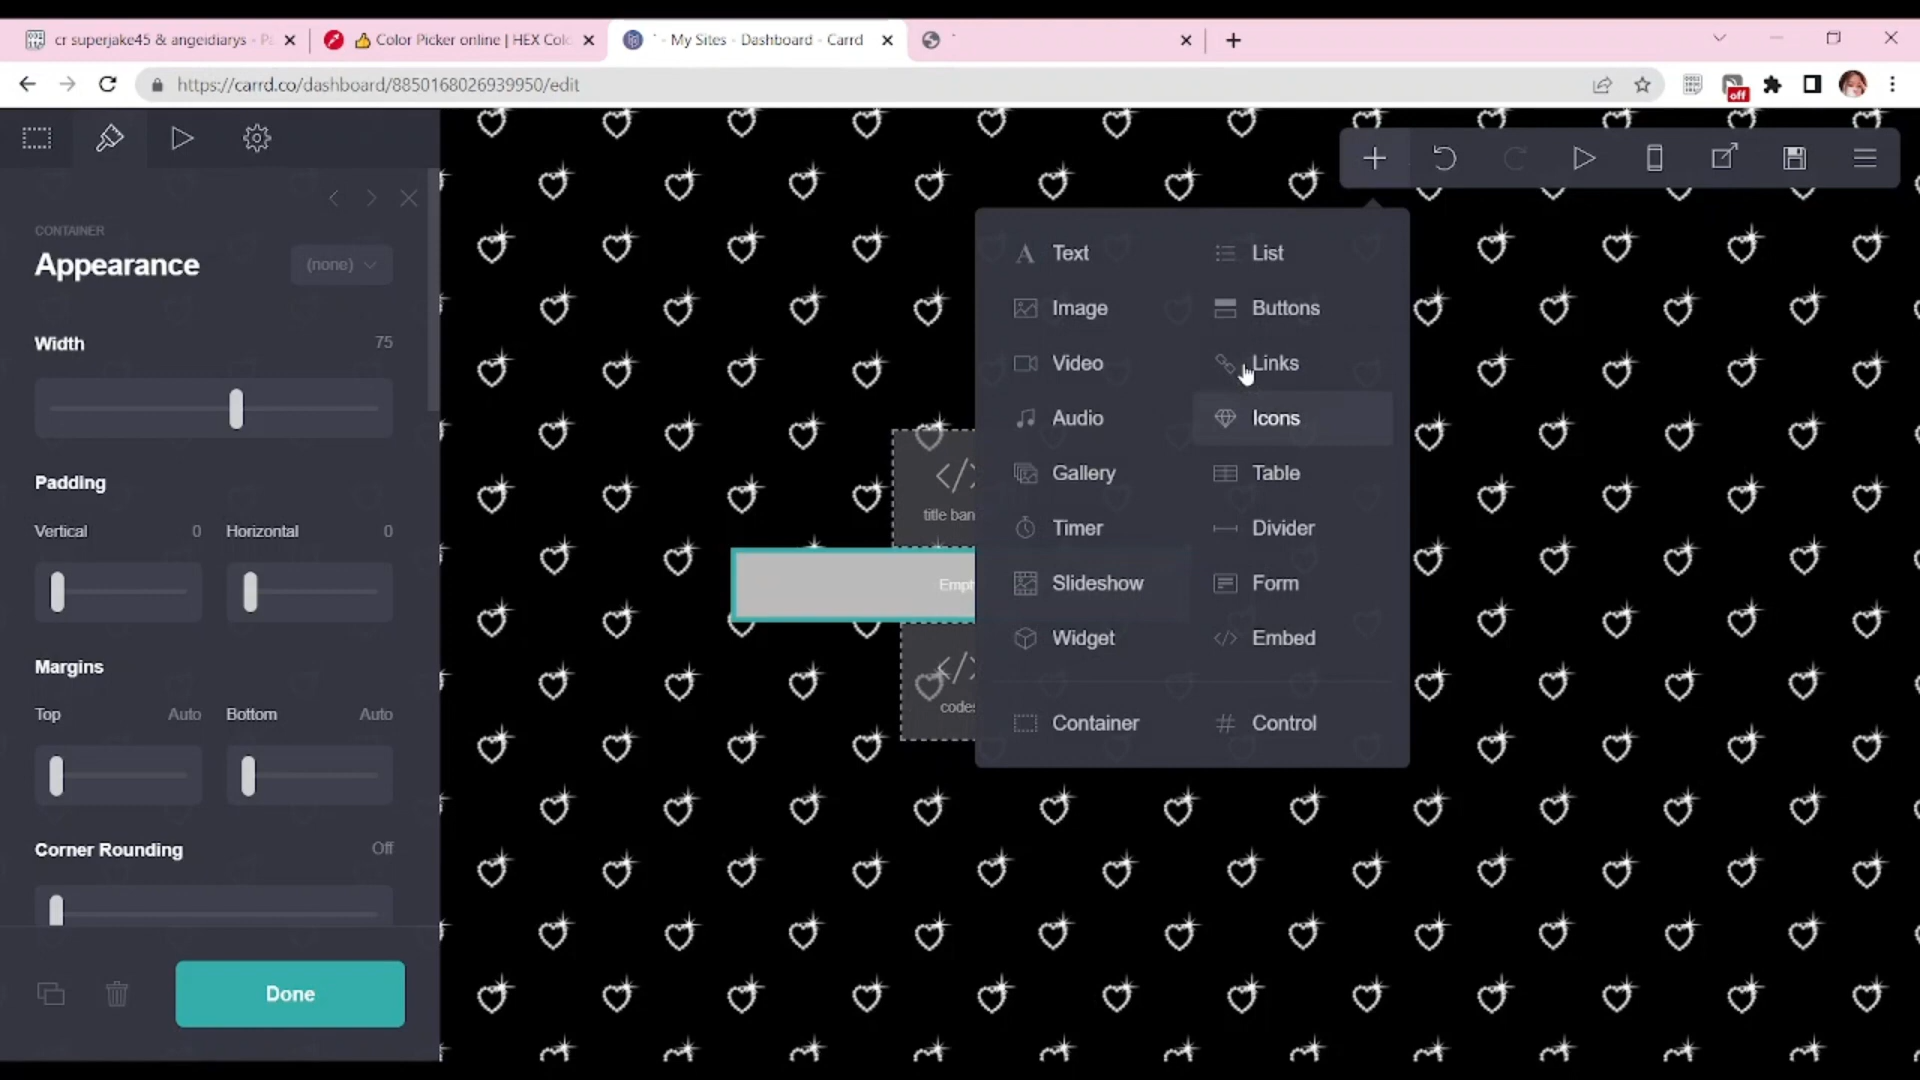 cr superjake45 & angeidiarys - Pa
👍 Color Picker online | HEX Colo
` - My Sites - Dashboard - Carrd
`
https://carrd.co/dashboard/8850168026939950/edit
off
CONTAINER
Appearance
(none)
Width 75
Padding
Vertical 0 Horizontal 0
Margins
Top Auto Bottom Auto
Corner Rounding Off
Done
Text List
Image Buttons
Video Links
Audio Icons
Gallery Table
Timer Divider
Slideshow Form
Widget Embed
Container Control
title ban
Empt
codes